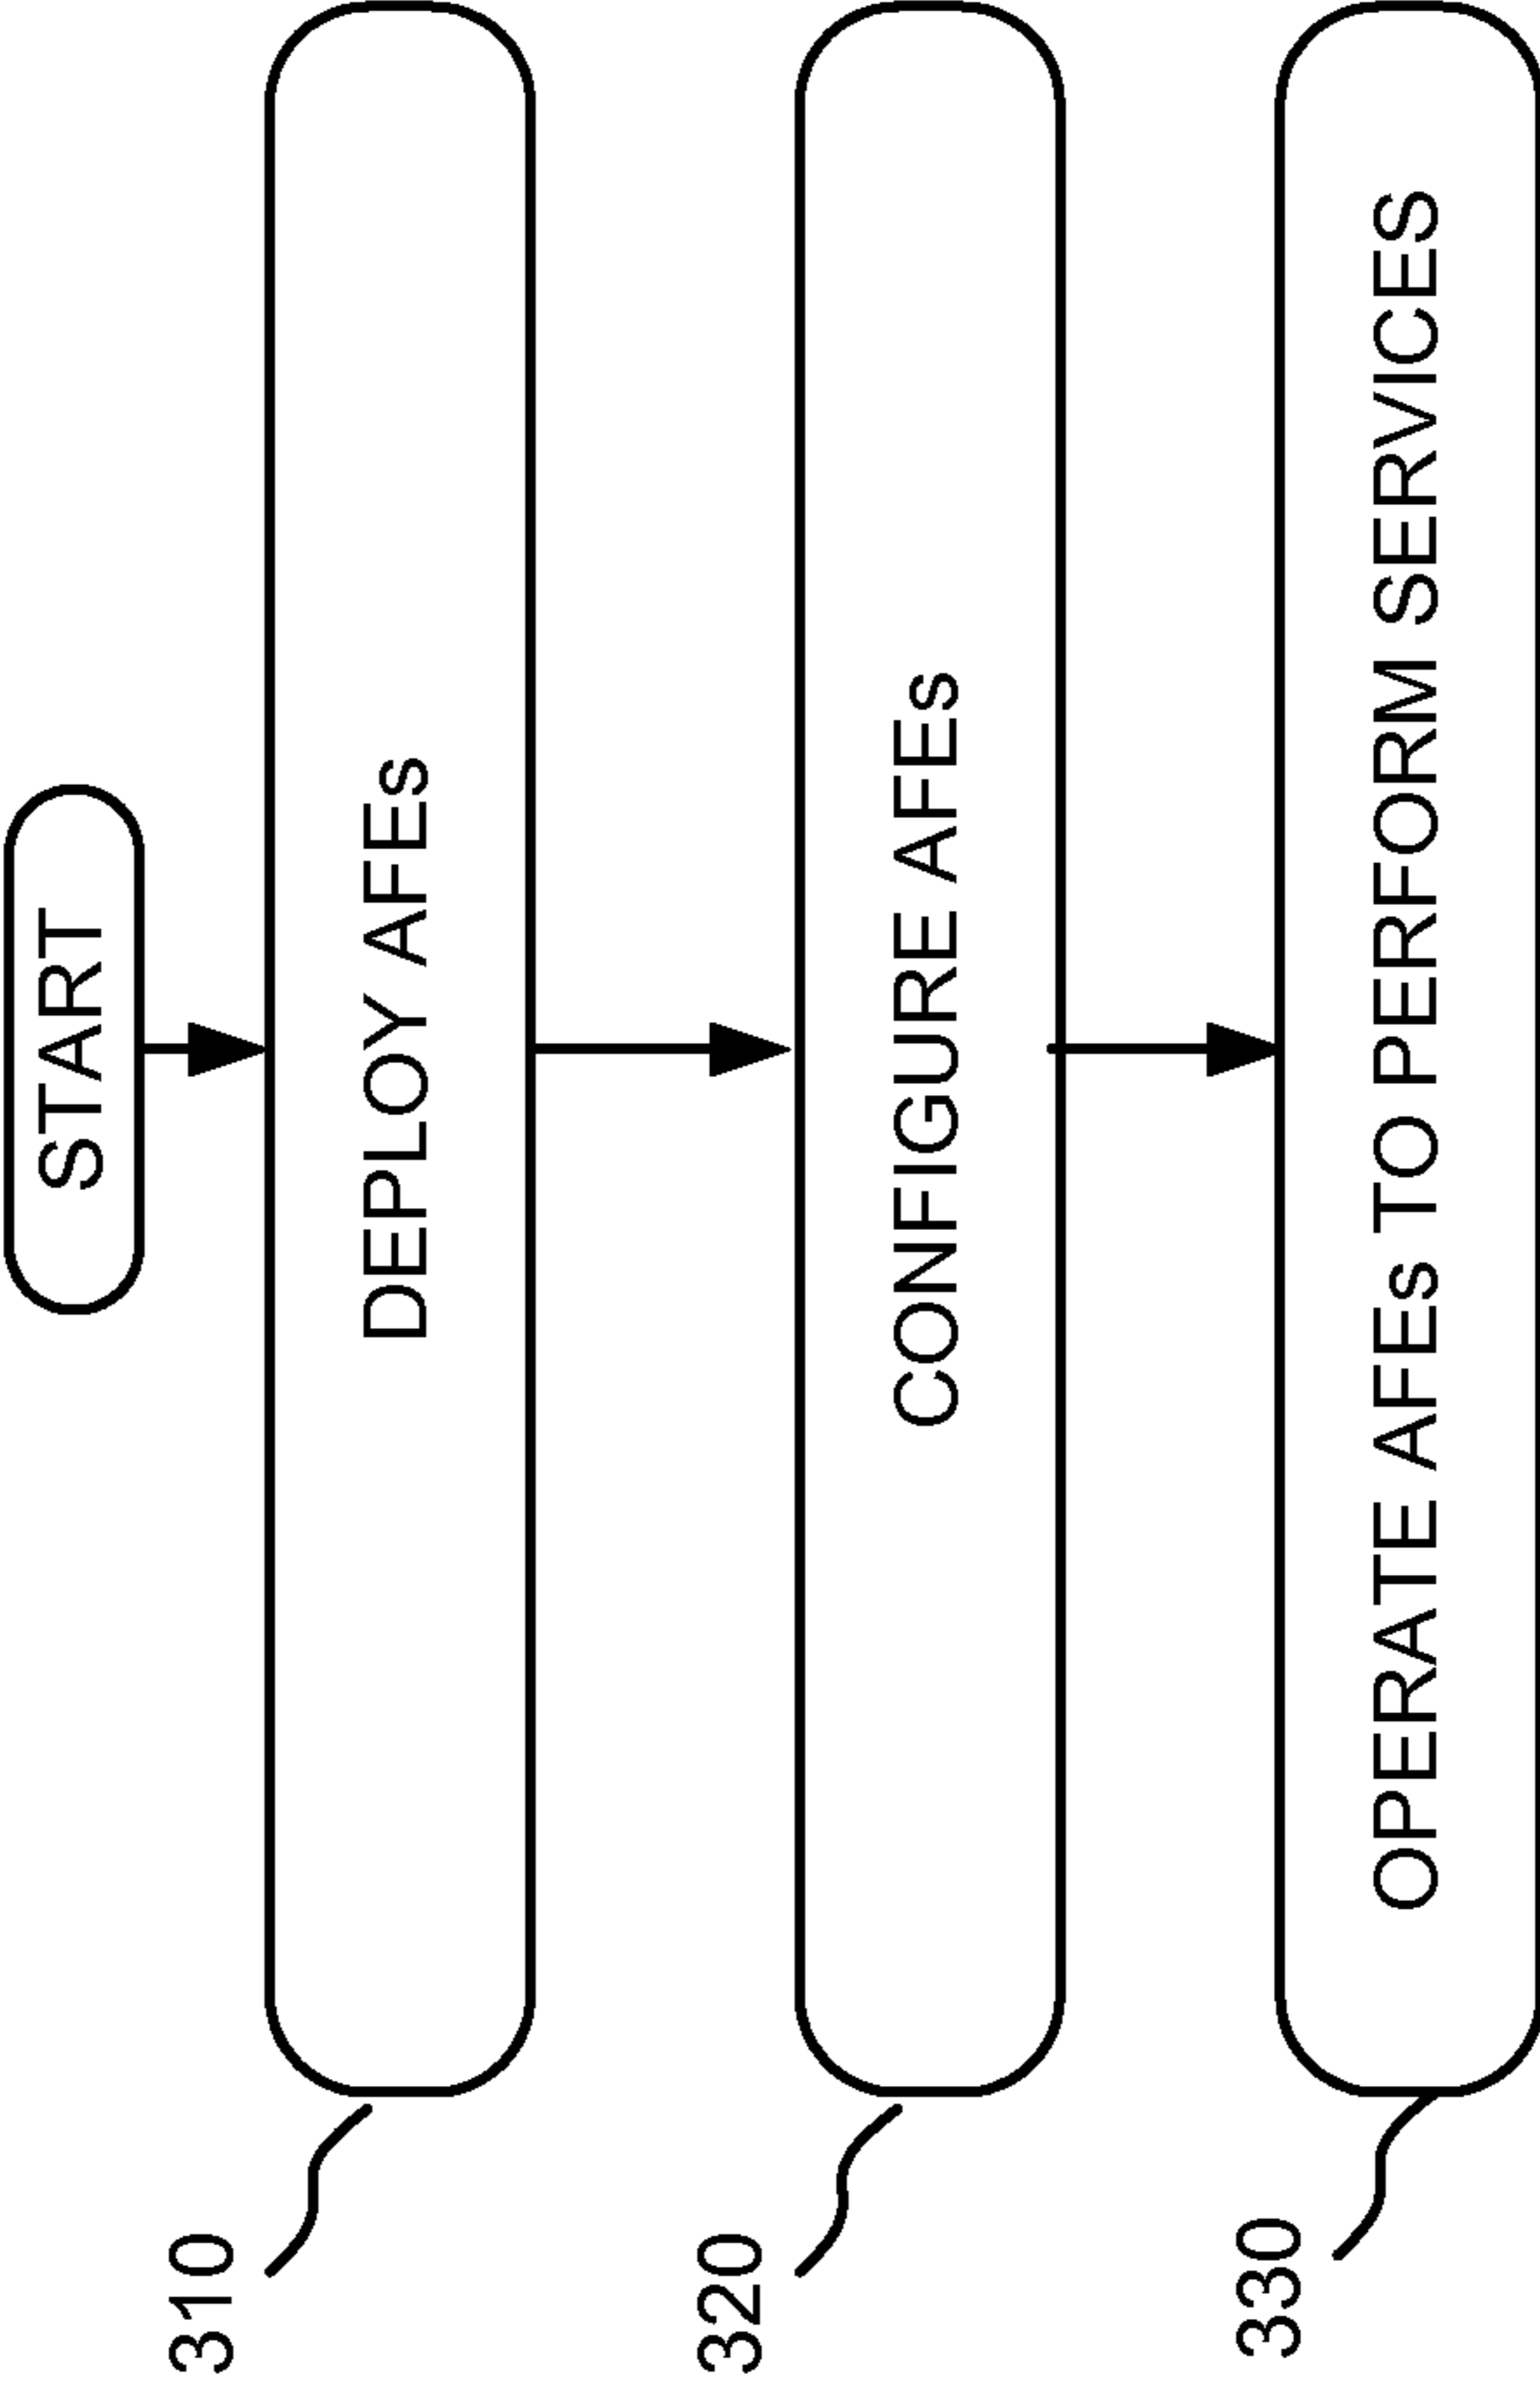 START
310
DEPLOY AFEs
320
CONFIGURE AFEs
330
OPERATE AFEs TO PERFORM SERVICES